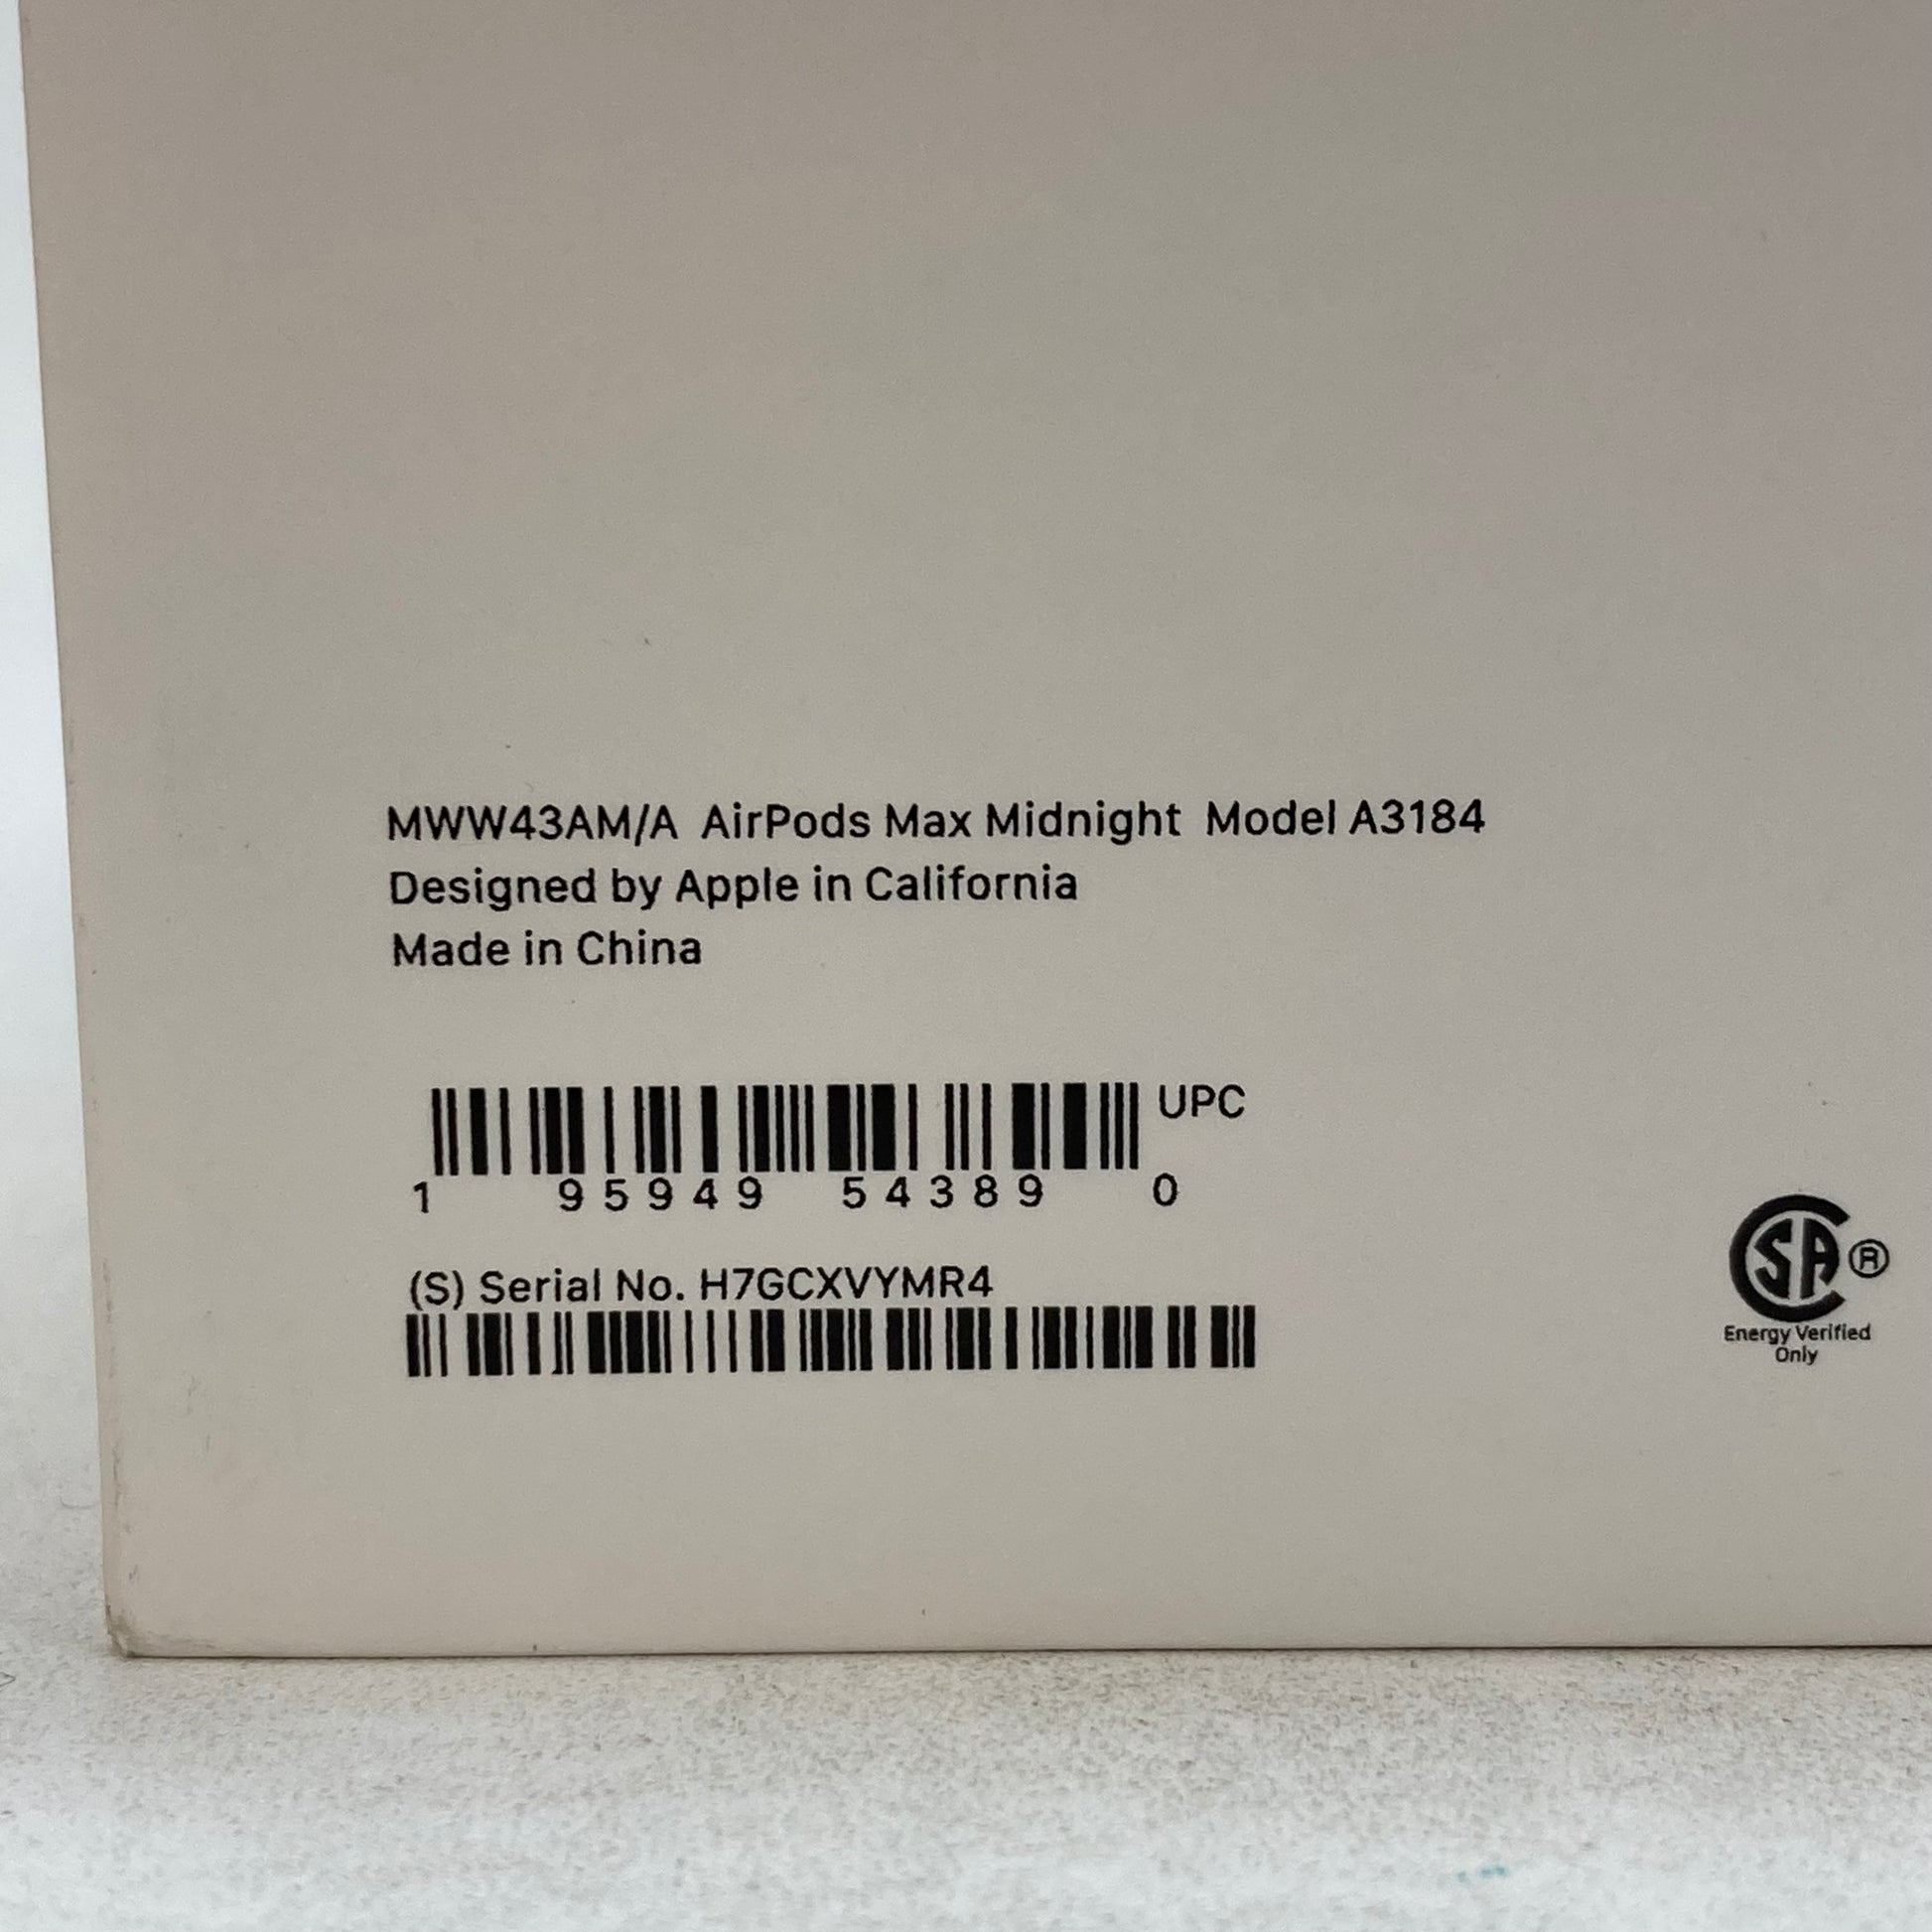 MWW43AM/A AirPods Max Midnight Model A3184
Designed by Apple in California
Made in China
UPC
1 95949 54389 0
(S) Serial No. H7GCXVYMR4
SA ®
Energy Verified
Only